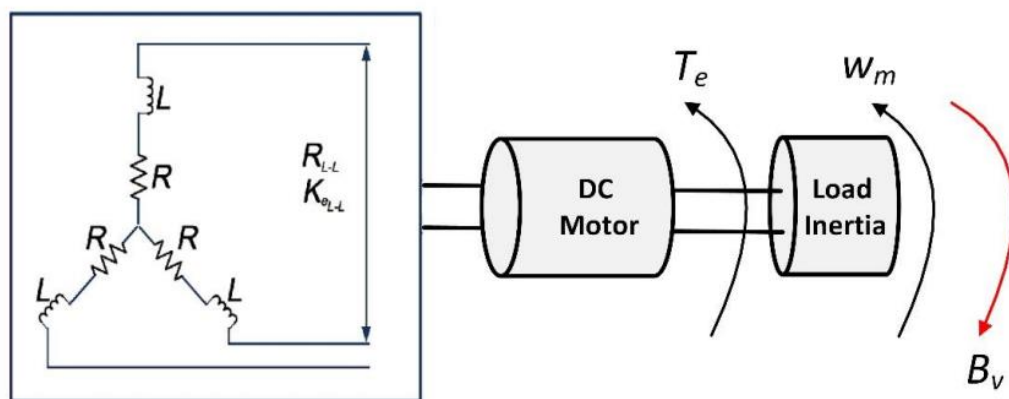 L
R
R
R
L
L
R_{L-L}
K_{e_{L-L}}
DC
Motor
T_e
Load
Inertia
w_m
B_v